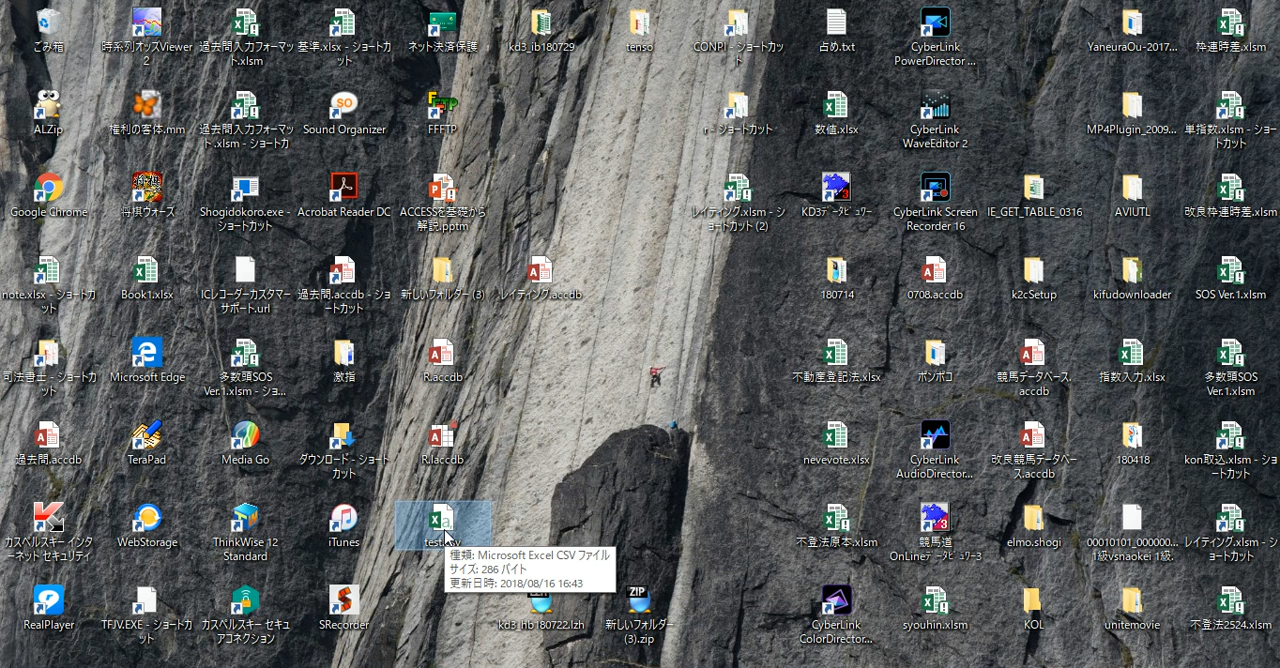 ごみ箱
時系列オッズViewer
2
過去問入力フォーマッ
ト.xlsm
基準.xlsx - ショートカ
ット
ネット決済保護
kd3_ib180729
tenso
CONPI - ショートカッ
ト
占め.txt
CyberLink
PowerDirector ...
YaneuraOu-2017...
枠連時差.xlsm
ALZip
権利の客体.mm
過去問入力フォーマッ
ト.xlsm - ショートカ
Sound Organizer
FFFTP
r - ショートカット
数値.xlsx
CyberLink
WaveEditor 2
MP4Plugin_2009...
単指数.xlsm - ショー
トカット
Google Chrome
将棋ウォーズ
Shogidokoro.exe -
ショートカット
Acrobat Reader DC
ACCESSを基礎から
解説.pptm
レイティング.xlsm - シ
ョートカット (2)
KD3データビュワー
CyberLink Screen
Recorder 16
IE_GET_TABLE_0316
AVIUTL
改良枠連時差.xlsm
note.xlsx - ショートカ
ット
Book1.xlsx
ICレコーダーカスタマー
サポート.url
過去問.accdb - ショ
ートカット
新しいフォルダー (3)
レイティング.accdb
180714
0708.accdb
k2cSetup
kifudownloader
SOS Ver.1.xlsm
司法書士 - ショートカ
ット
Microsoft Edge
多数頭SOS
Ver.1.xlsm - ショ...
激指
R.accdb
不動産登記法.xlsx
ポンポコ
競馬データベース.
accdb
指数入力.xlsx
多数頭SOS
Ver.1.xlsm
過去問.accdb
TeraPad
Media Go
ダウンロード - ショート
カット
R.laccdb
nevevote.xlsx
CyberLink
AudioDirector...
改良競馬データベー
ス.accdb
180418
kon取込.xlsm - ショ
ートカット
カスペルスキー インタ
ーネット セキュリティ
WebStorage
ThinkWise 12
Standard
iTunes
test.csv
種類: Microsoft Excel CSV ファイル
サイズ: 286 バイト
更新日時: 2018/08/16 16:43
不登法原本.xlsm
競馬道
OnLineデータビュワー3
elmo.shogi
00010101_000000...
1級vsnaokei 1級.
レイティング.xlsm - シ
ョートカット
RealPlayer
TFJV.EXE - ショートカ
ット
カスペルスキー セキュ
アコネクション
SRecorder
kd3_hb180722.lzh
ZIP
新しいフォルダー
(3).zip
CyberLink
ColorDirector...
syouhin.xlsm
KOL
unitemovie
不登法2524.xlsm